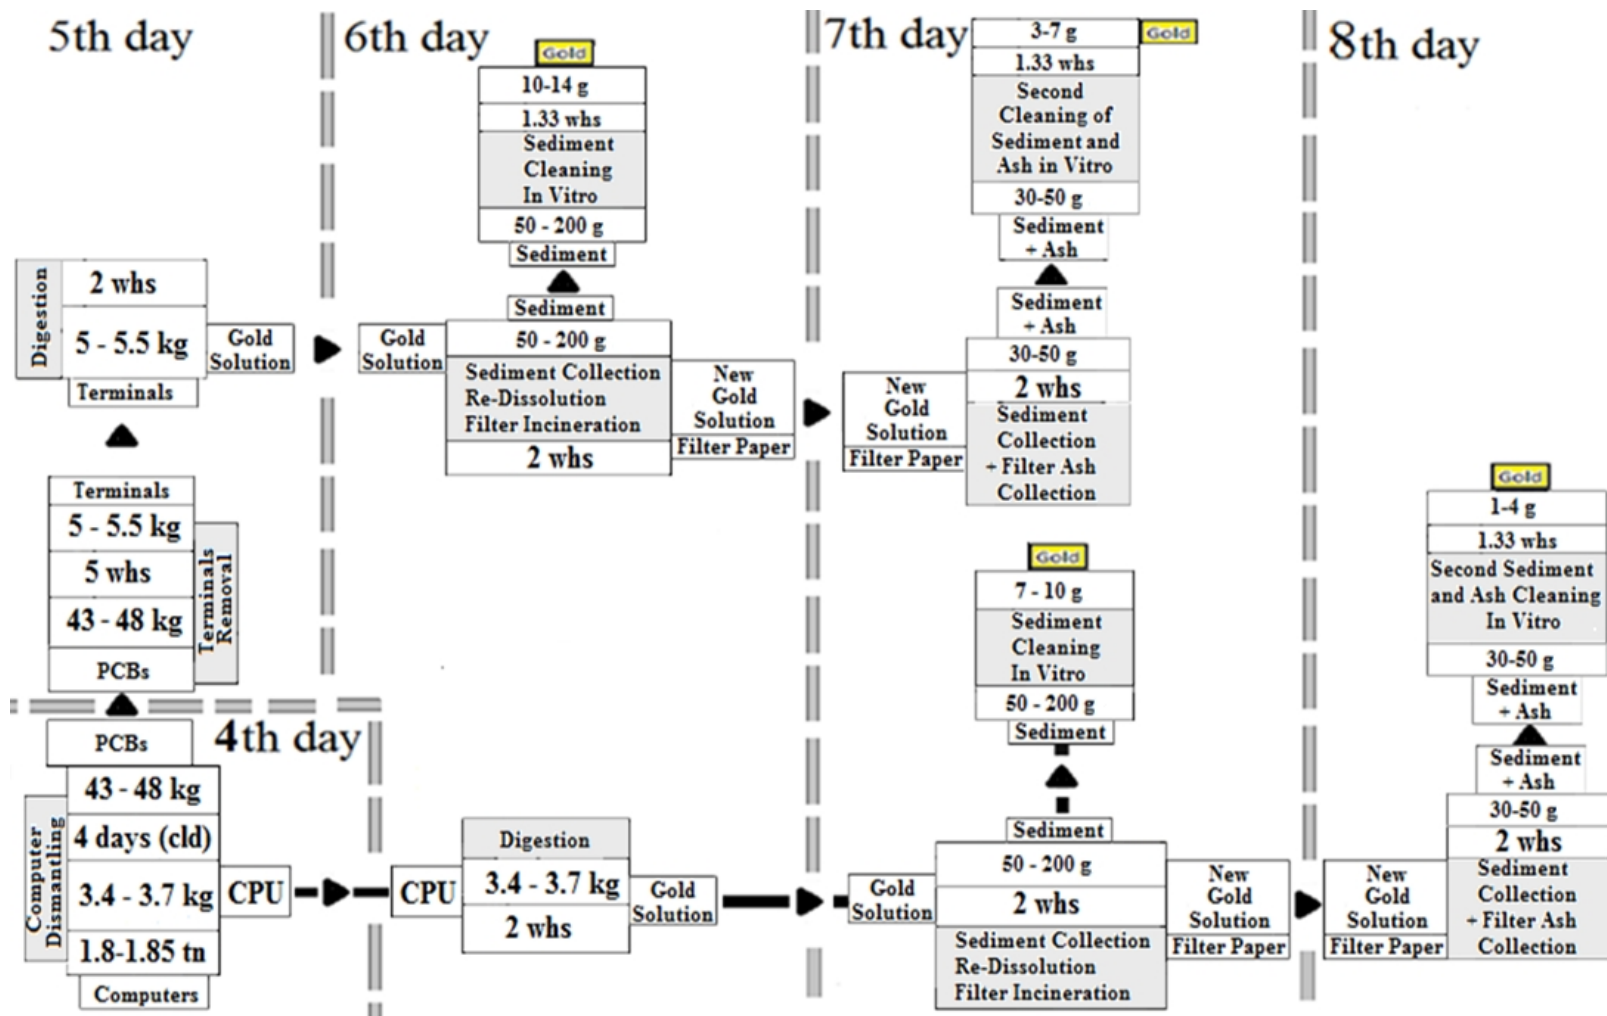 5th day
Digestion
2 whs
5 - 5.5 kg
Terminals
Gold
Solution
Terminals
5 - 5.5 kg
5 whs
43 - 48 kg
PCBs
Terminals
Removal
4th day
PCBs
43 - 48 kg
4 days (cld)
3.4 - 3.7 kg
1.8-1.85 tn
Computers
Computer
Dismantling
CPU
6th day
Gold
10-14 g
1.33 whs
Sediment
Cleaning
In Vitro
50 - 200 g
Sediment
Sediment
50 - 200 g
Sediment Collection
Re-Dissolution
Filter Incineration
2 whs
Gold
Solution
New
Gold
Solution
Filter Paper
CPU
Digestion
3.4 - 3.7 kg
2 whs
Gold
Solution
7th day
3-7 g
Gold
1.33 whs
Second
Cleaning of
Sediment and
Ash in Vitro
30-50 g
Sediment
+ Ash
Sediment
+ Ash
30-50 g
2 whs
Sediment
Collection
+ Filter Ash
Collection
New
Gold
Solution
Filter Paper
Gold
7 - 10 g
Sediment
Cleaning
In Vitro
50 - 200 g
Sediment
Sediment
50 - 200 g
2 whs
Sediment Collection
Re-Dissolution
Filter Incineration
Gold
Solution
New
Gold
Solution
Filter Paper
8th day
Gold
1-4 g
1.33 whs
Second Sediment
and Ash Cleaning
In Vitro
30-50 g
Sediment
+ Ash
Sediment
+ Ash
30-50 g
2 whs
Sediment
Collection
+ Filter Ash
Collection
New
Gold
Solution
Filter Paper